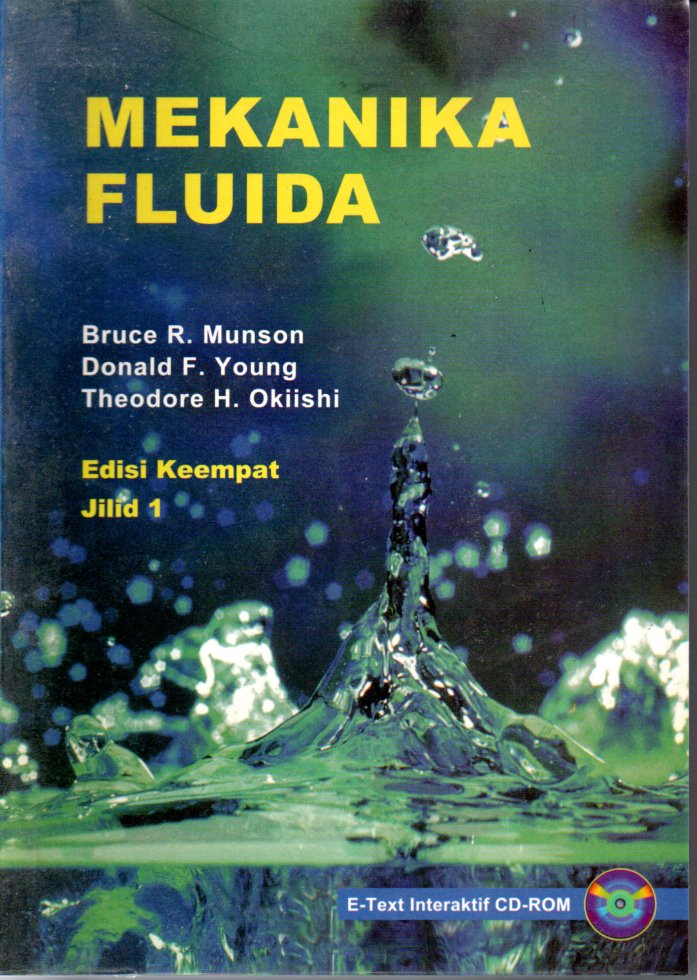 MEKANIKA
FLUIDA
Bruce R. Munson
Donald F. Young
Theodore H. Okiishi
Edisi Keempat
Jilid 1
E-Text Interaktif CD-ROM